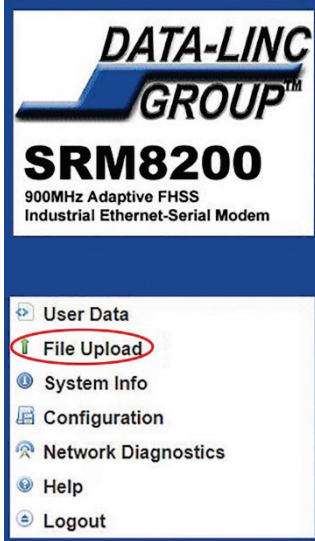 DATA-LINC
GROUP™
SRM8200
900MHz Adaptive FHSS
Industrial Ethernet-Serial Modem
User Data
File Upload
System Info
Configuration
Network Diagnostics
Help
Logout